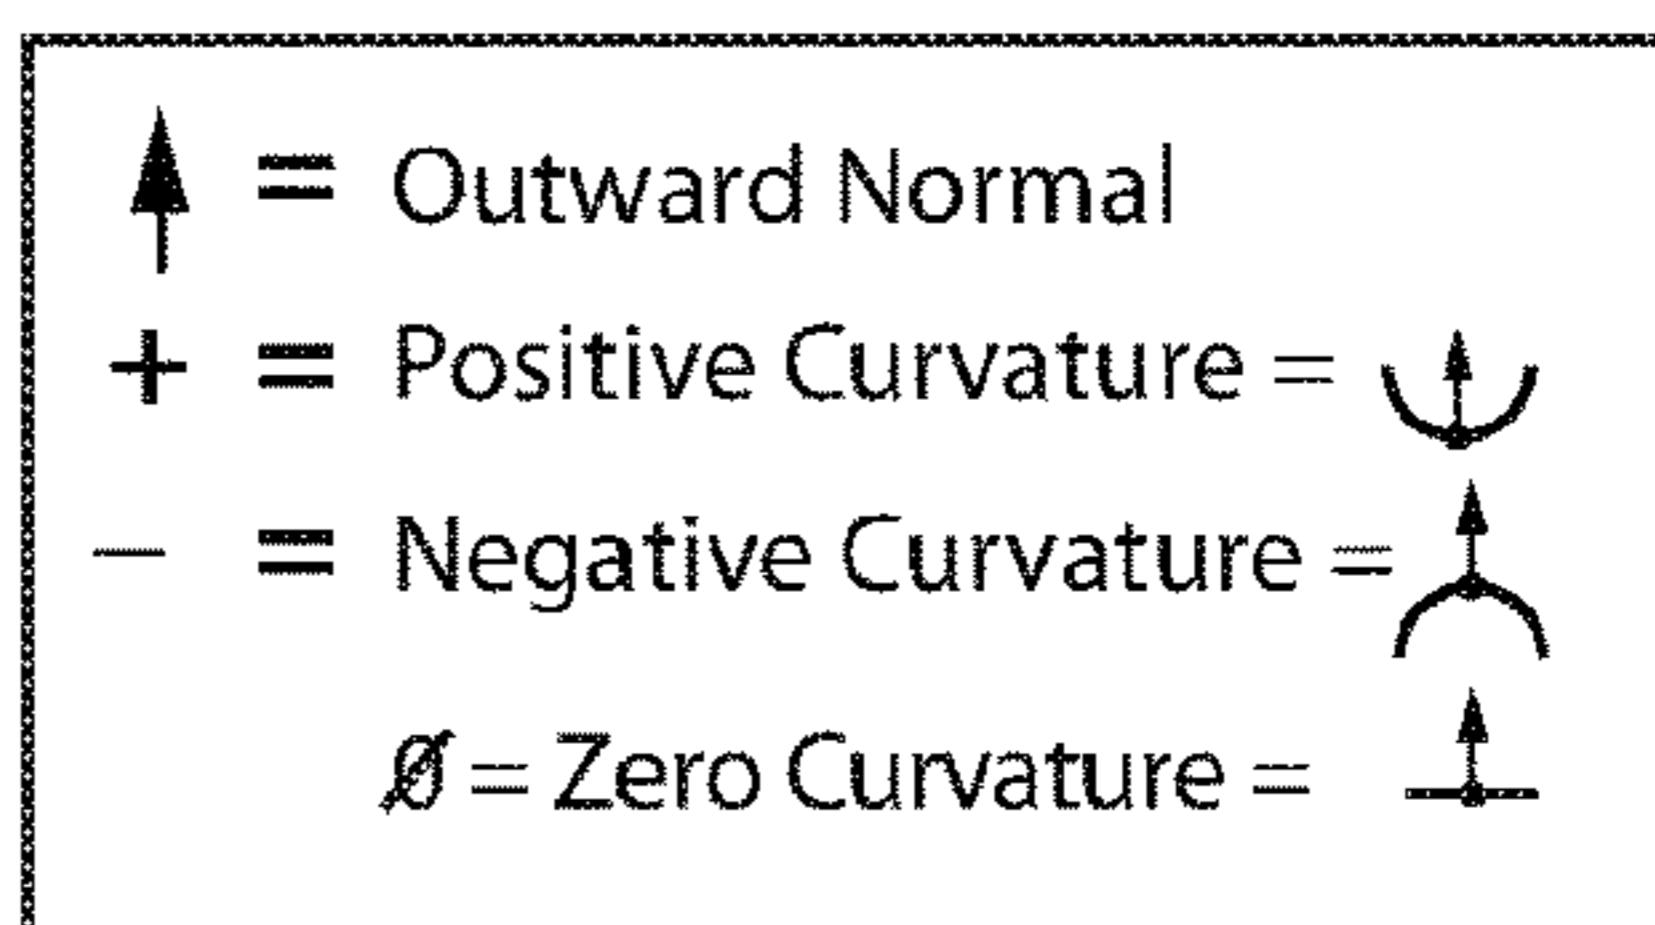 = Outward Normal
+ = Positive Curvature =
— = Negative Curvature =
Ø = Zero Curvature =